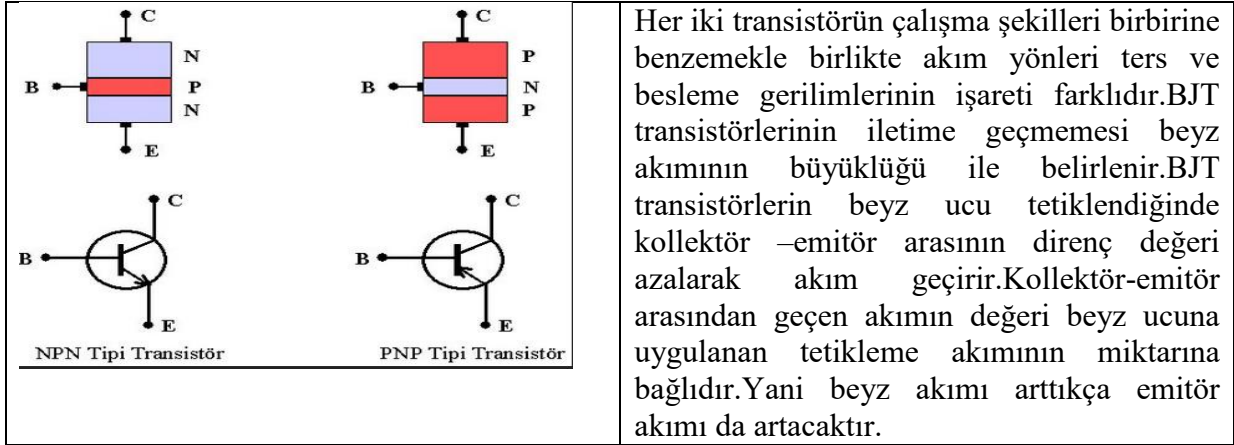 C
N
B P
N
E
C
B
E
NPN Tipi Transistör
C
P
B N
P
E
C
B
E
PNP Tipi Transistör
Her iki transistörün çalışma şekilleri birbirine
benzemekle birlikte akım yönleri ters ve
besleme gerilimlerinin işareti farklıdır.BJT
transistörlerinin iletime geçmemesi beyz
akımının büyüklüğü ile belirlenir.BJT
transistörlerin beyz ucu tetiklendiğinde
kollektör –emitör arasının direnç değeri
azalarak akım geçirir.Kollektör-emitör
arasından geçen akımın değeri beyz ucuna
uygulanan tetikleme akımının miktarına
bağlıdır.Yani beyz akımı arttıkça emitör
akımı da artacaktır.